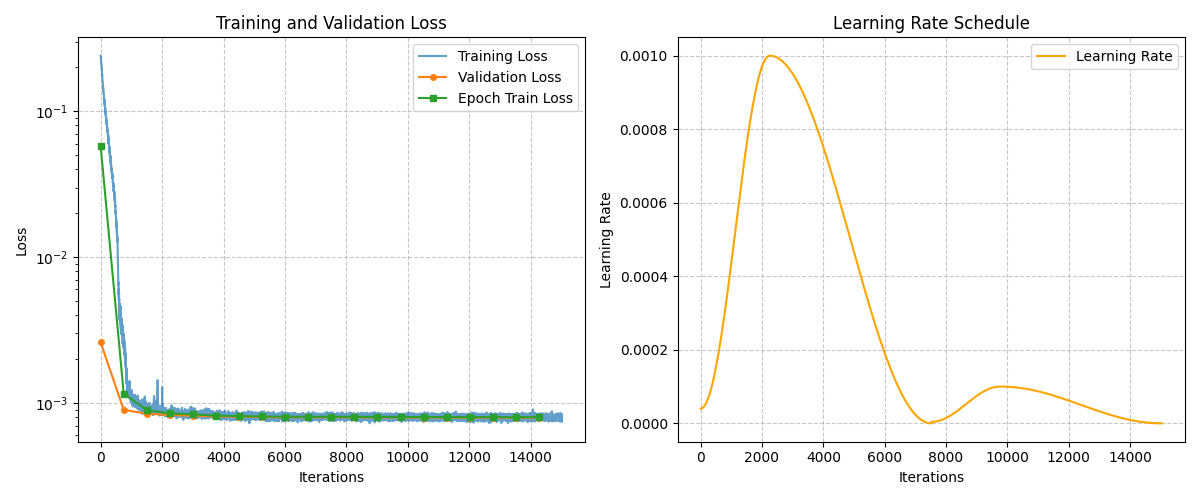 Training and Validation Loss
Training Loss
Validation Loss
Epoch Train Loss
10⁻¹
10⁻²
10⁻³
Loss
0 2000 4000 6000 8000 10000 12000 14000
Iterations
Learning Rate Schedule
Learning Rate
0.0010
0.0008
0.0006
0.0004
0.0002
0.0000
Learning Rate
0 2000 4000 6000 8000 10000 12000 14000
Iterations